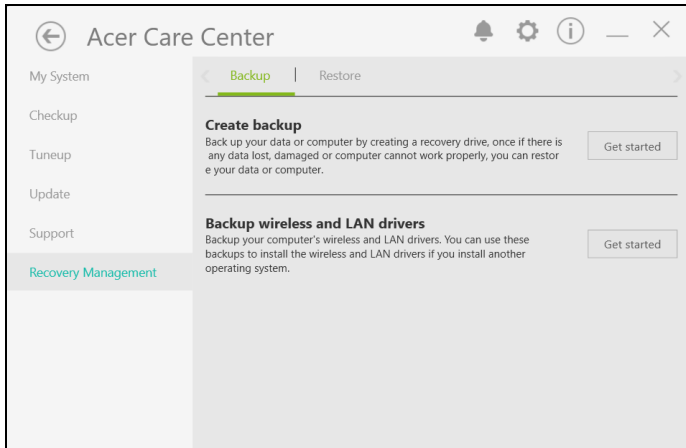 Acer Care Center
My System
Checkup
Tuneup
Update
Support
Recovery Management
Backup
Restore
Create backup
Back up your data or computer by creating a recovery drive, once if there is
any data lost, damaged or computer cannot work properly, you can restor
e your data or computer.
Get started
Backup wireless and LAN drivers
Backup your computer's wireless and LAN drivers. You can use these
backups to install the wireless and LAN drivers if you install another
operating system.
Get started